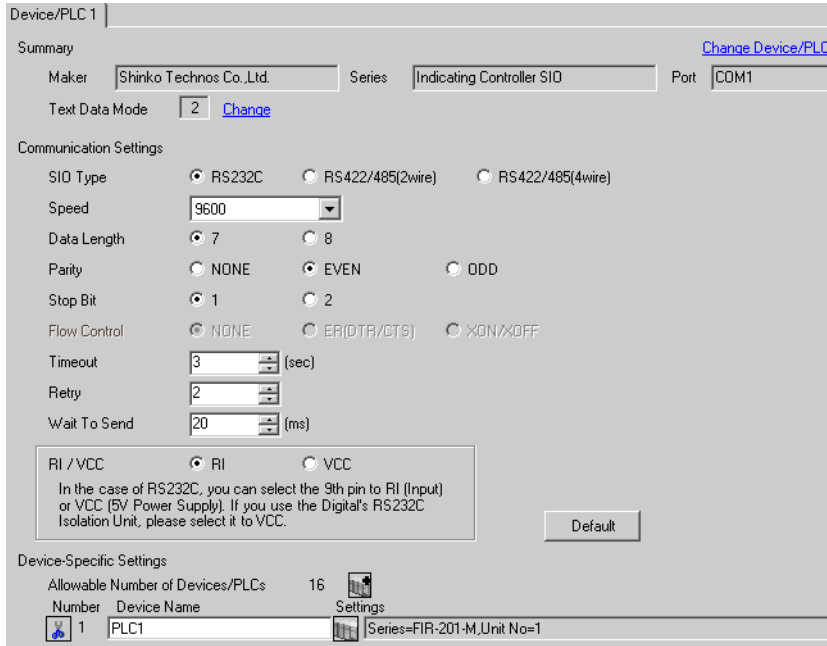 Device/PLC 1
Summary Change Device/PLC
Maker Shinko Technos Co.,Ltd. Series Indicating Controller SIO Port COM1
Text Data Mode 2 Change
Communication Settings
SIO Type RS232C RS422/485(2wire) RS422/485(4wire)
Speed 9600
Data Length 7 8
Parity NONE EVEN ODD
Stop Bit 1 2
Flow Control NONE ER(DTR/CTS) XON/XOFF
Timeout 3 (sec)
Retry 2
Wait To Send 20 (ms)
RI / VCC RI VCC
In the case of RS232C, you can select the 9th pin to RI (Input)
or VCC (5V Power Supply). If you use the Digital's RS232C
Isolation Unit, please select it to VCC.
Default
Device-Specific Settings
Allowable Number of Devices/PLCs 16
Number Device Name Settings
1 PLC1 Series=FIR-201-M,Unit No=1